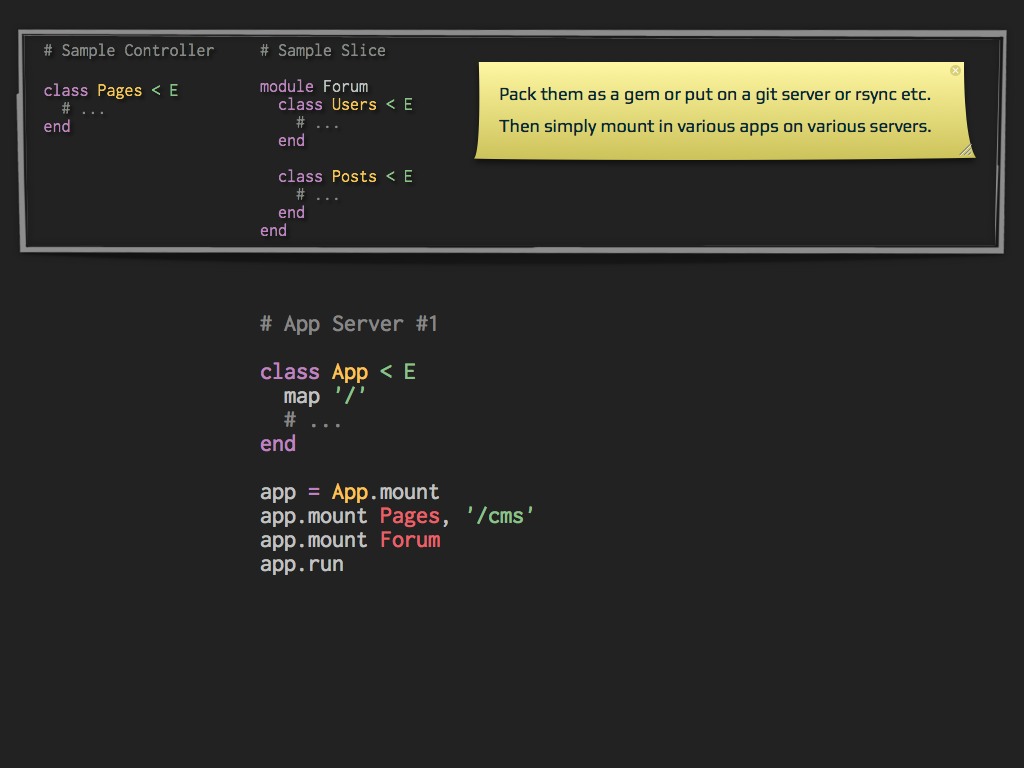 # Sample Controller
class Pages < E
  # ...
end
# Sample Slice
module Forum
  class Users < E
    # ...
  end
  class Posts < E
    # ...
  end
end
Pack them as a gem or put on a git server or rsync etc.
Then simply mount in various apps on various servers.
# App Server #1
class App < E
  map '/'
  # ...
end
app = App.mount
app.mount Pages, '/cms'
app.mount Forum
app.run